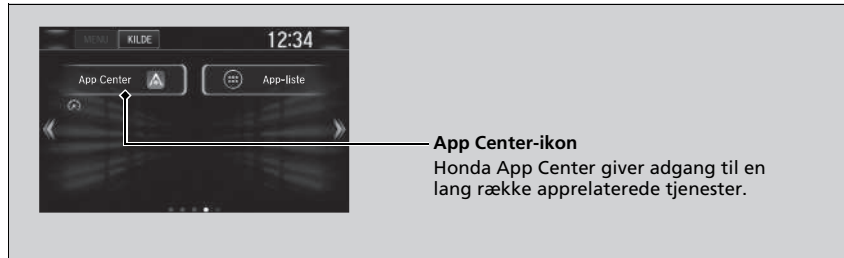 MENU
KILDE
12:34
App Center
App-liste
App Center-ikon
Honda App Center giver adgang til en
lang række apprelaterede tjenester.